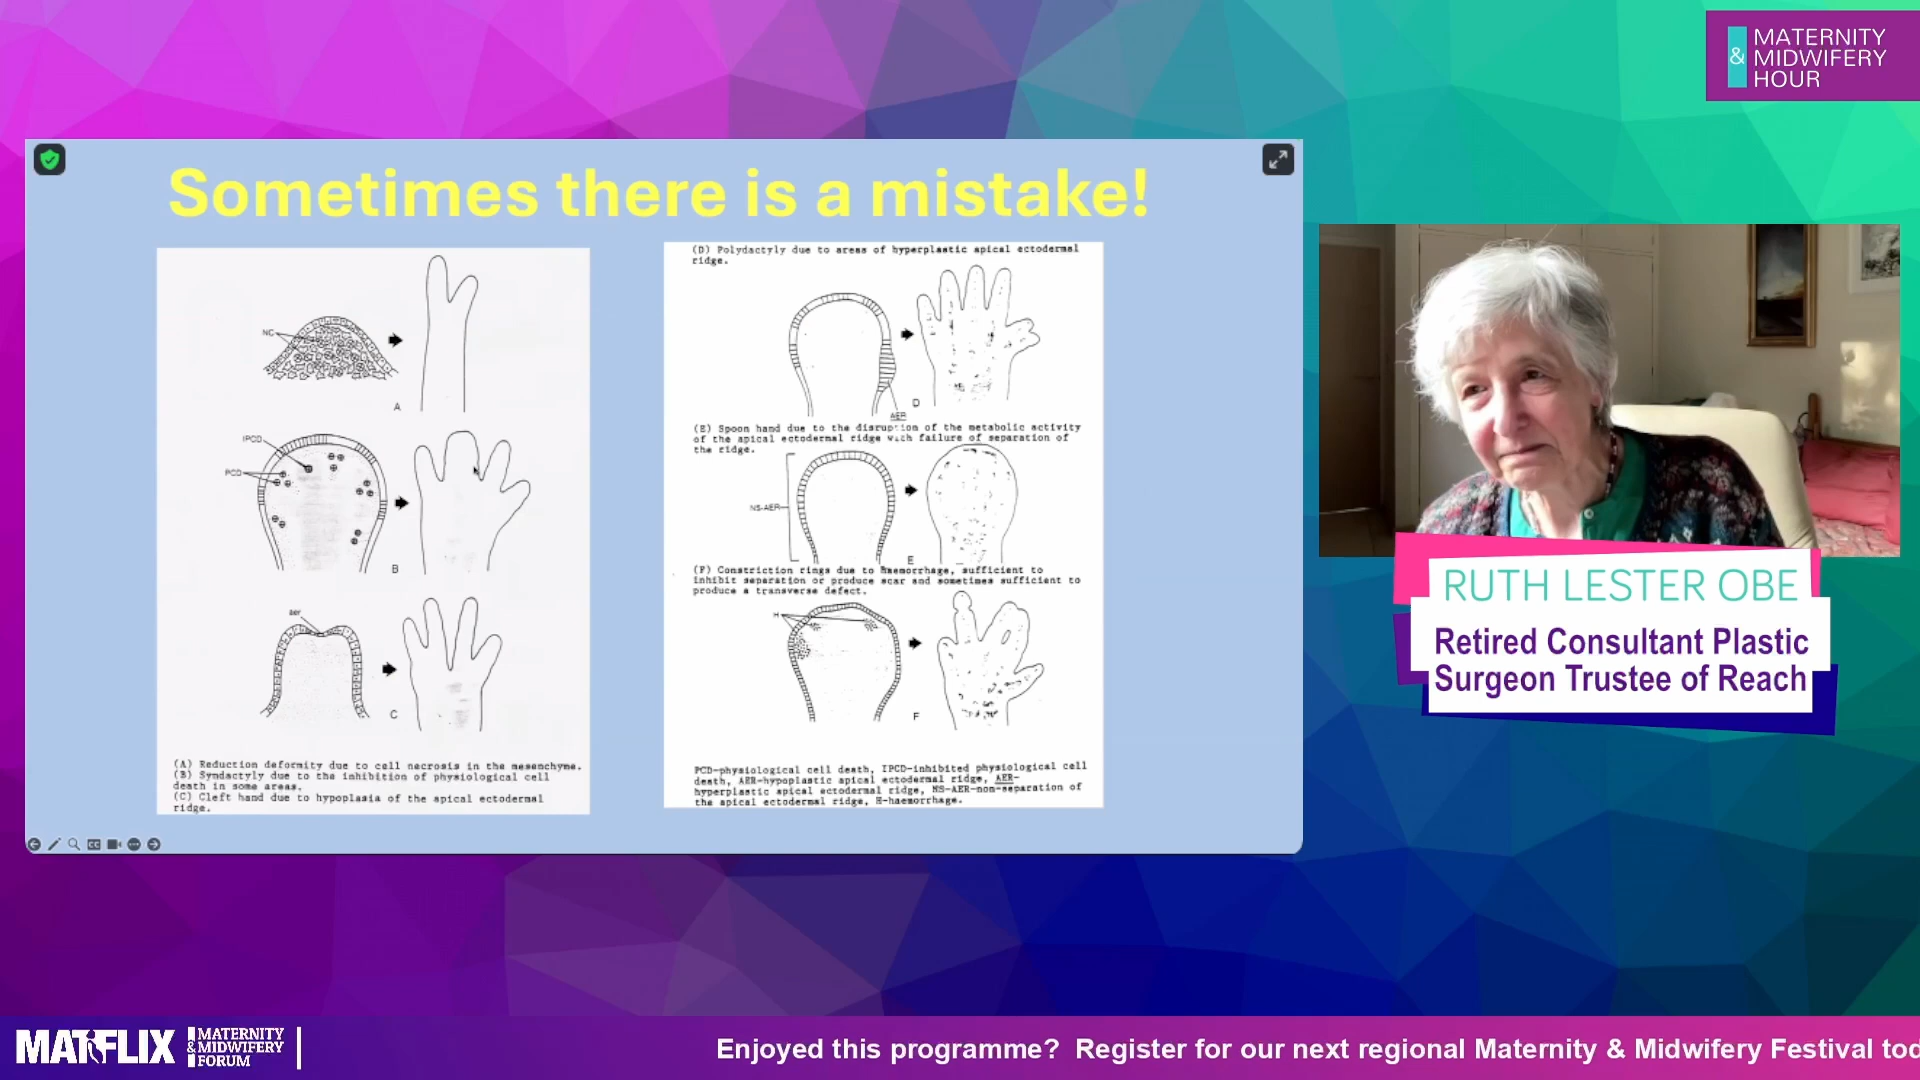 MATERNITY
& MIDWIFERY
HOUR
Sometimes there is a mistake!
NC
A
IPCD
PCD
B
aer
C
(A) Reduction deformity due to cell necrosis in the mesenchyme.
(B) Symdactyly due to the inhibition of physiological cell
death in some areas.
(C) Cleft hand due to hypoplasia of the apical ectodermal
ridge.
(D) Polydactyly due to areas of hyperplastic apical ectodermal
ridge.
AER
D
(E) Spoon hand due to the disruption of the metabolic activity
of the apical ectodermal ridge with failure of separation of
the ridge.
NS-AER
E
(F) Constriction rings due to haemorrhage, sufficient to
inhibit separation or produce scar and sometimes sufficient to
produce a transverse defect.
H
F
PCD-physiological cell death, IPCD-inhibited physiological cell
death, AER-hypoplastic apical ectodermal ridge, AER-
hyperplastic apical ectodermal ridge, NS-AER-non-separation of
the apical ectodermal ridge, H-haemorrhage.
CC
RUTH LESTER OBE
Retired Consultant Plastic
Surgeon Trustee of Reach
MATFLIX
MATERNITY
& MIDWIFERY
FORUM
Enjoyed this programme? Register for our next regional Maternity & Midwifery Festival tod